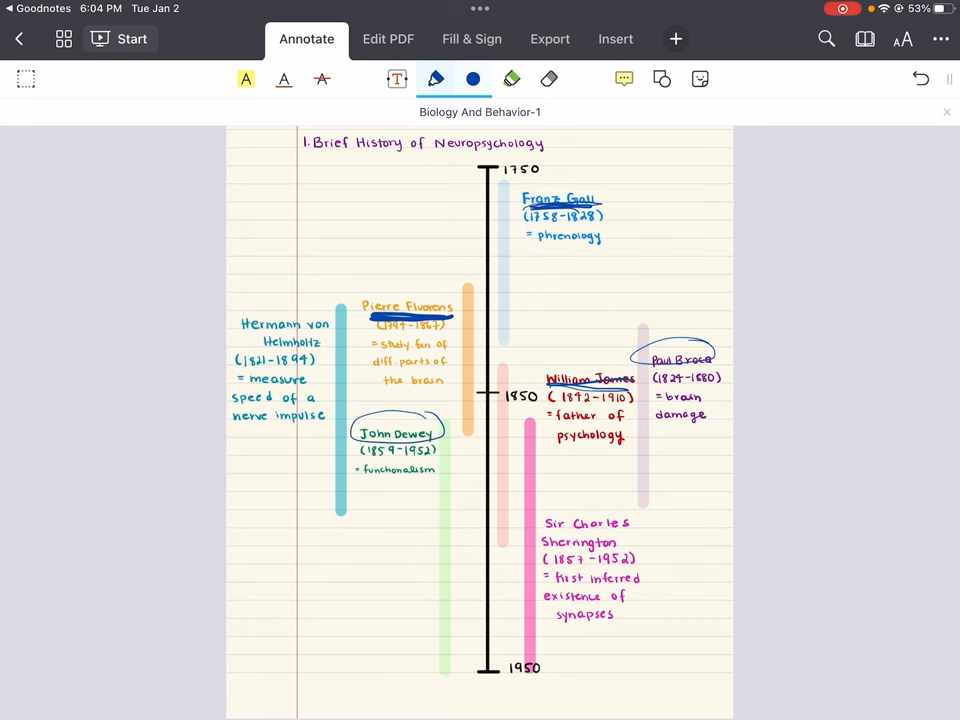 Goodnotes 6:04 PM Tue Jan 2
53%
Start
Annotate
Edit PDF
Fill & Sign
Export
Insert
AA
A
A
A
T
Biology And Behavior-1
1. Brief History of Neuropsychology
1750
Franz Gall
(1758-1828)
= phrenology
Pierre Fluorens
(1794-1867)
= study fxn of
diff. parts of
the brain
Hermann von
Helmholtz
(1821-1894)
= measure
speed of a
nerve impulse
Paul Broca
(1824-1880)
= brain
damage
1850
William James
(1842-1910)
= father of
psychology
John Dewey
(1859-1952)
= functionalism
Sir Charles
Sherrington
(1857-1952)
= first inferred
existence of
synapses
1950